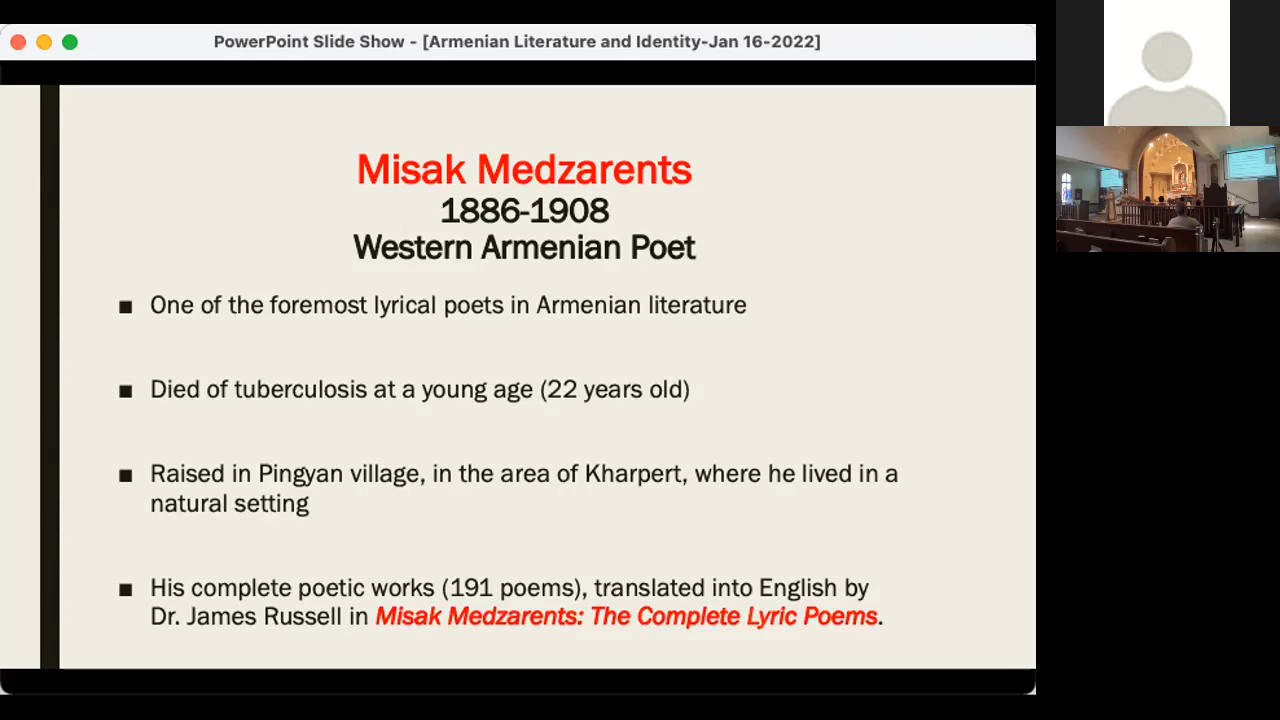 PowerPoint Slide Show - [Armenian Literature and Identity-Jan 16-2022]
Misak Medzarents
1886-1908
Western Armenian Poet
■ One of the foremost lyrical poets in Armenian literature
■ Died of tuberculosis at a young age (22 years old)
■ Raised in Pingyan village, in the area of Kharpert, where he lived in a
natural setting
■ His complete poetic works (191 poems), translated into English by
Dr. James Russell in Misak Medzarents: The Complete Lyric Poems.